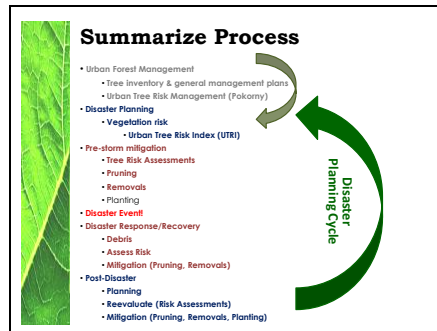 Summarize Process
• Urban Forest Management
• Tree inventory & general management plans
• Urban Tree Risk Management (Pokorny)
• Disaster Planning
• Vegetation risk
• Urban Tree Risk Index (UTRI)
• Pre-storm mitigation
• Tree Risk Assessments
• Pruning
• Removals
• Planting
• Disaster Event!
• Disaster Response/Recovery
• Debris
• Assess Risk
• Mitigation (Pruning, Removals)
• Post-Disaster
• Planning
• Reevaluate (Risk Assessments)
• Mitigation (Pruning, Removals, Planting)
Disaster
Planning Cycle